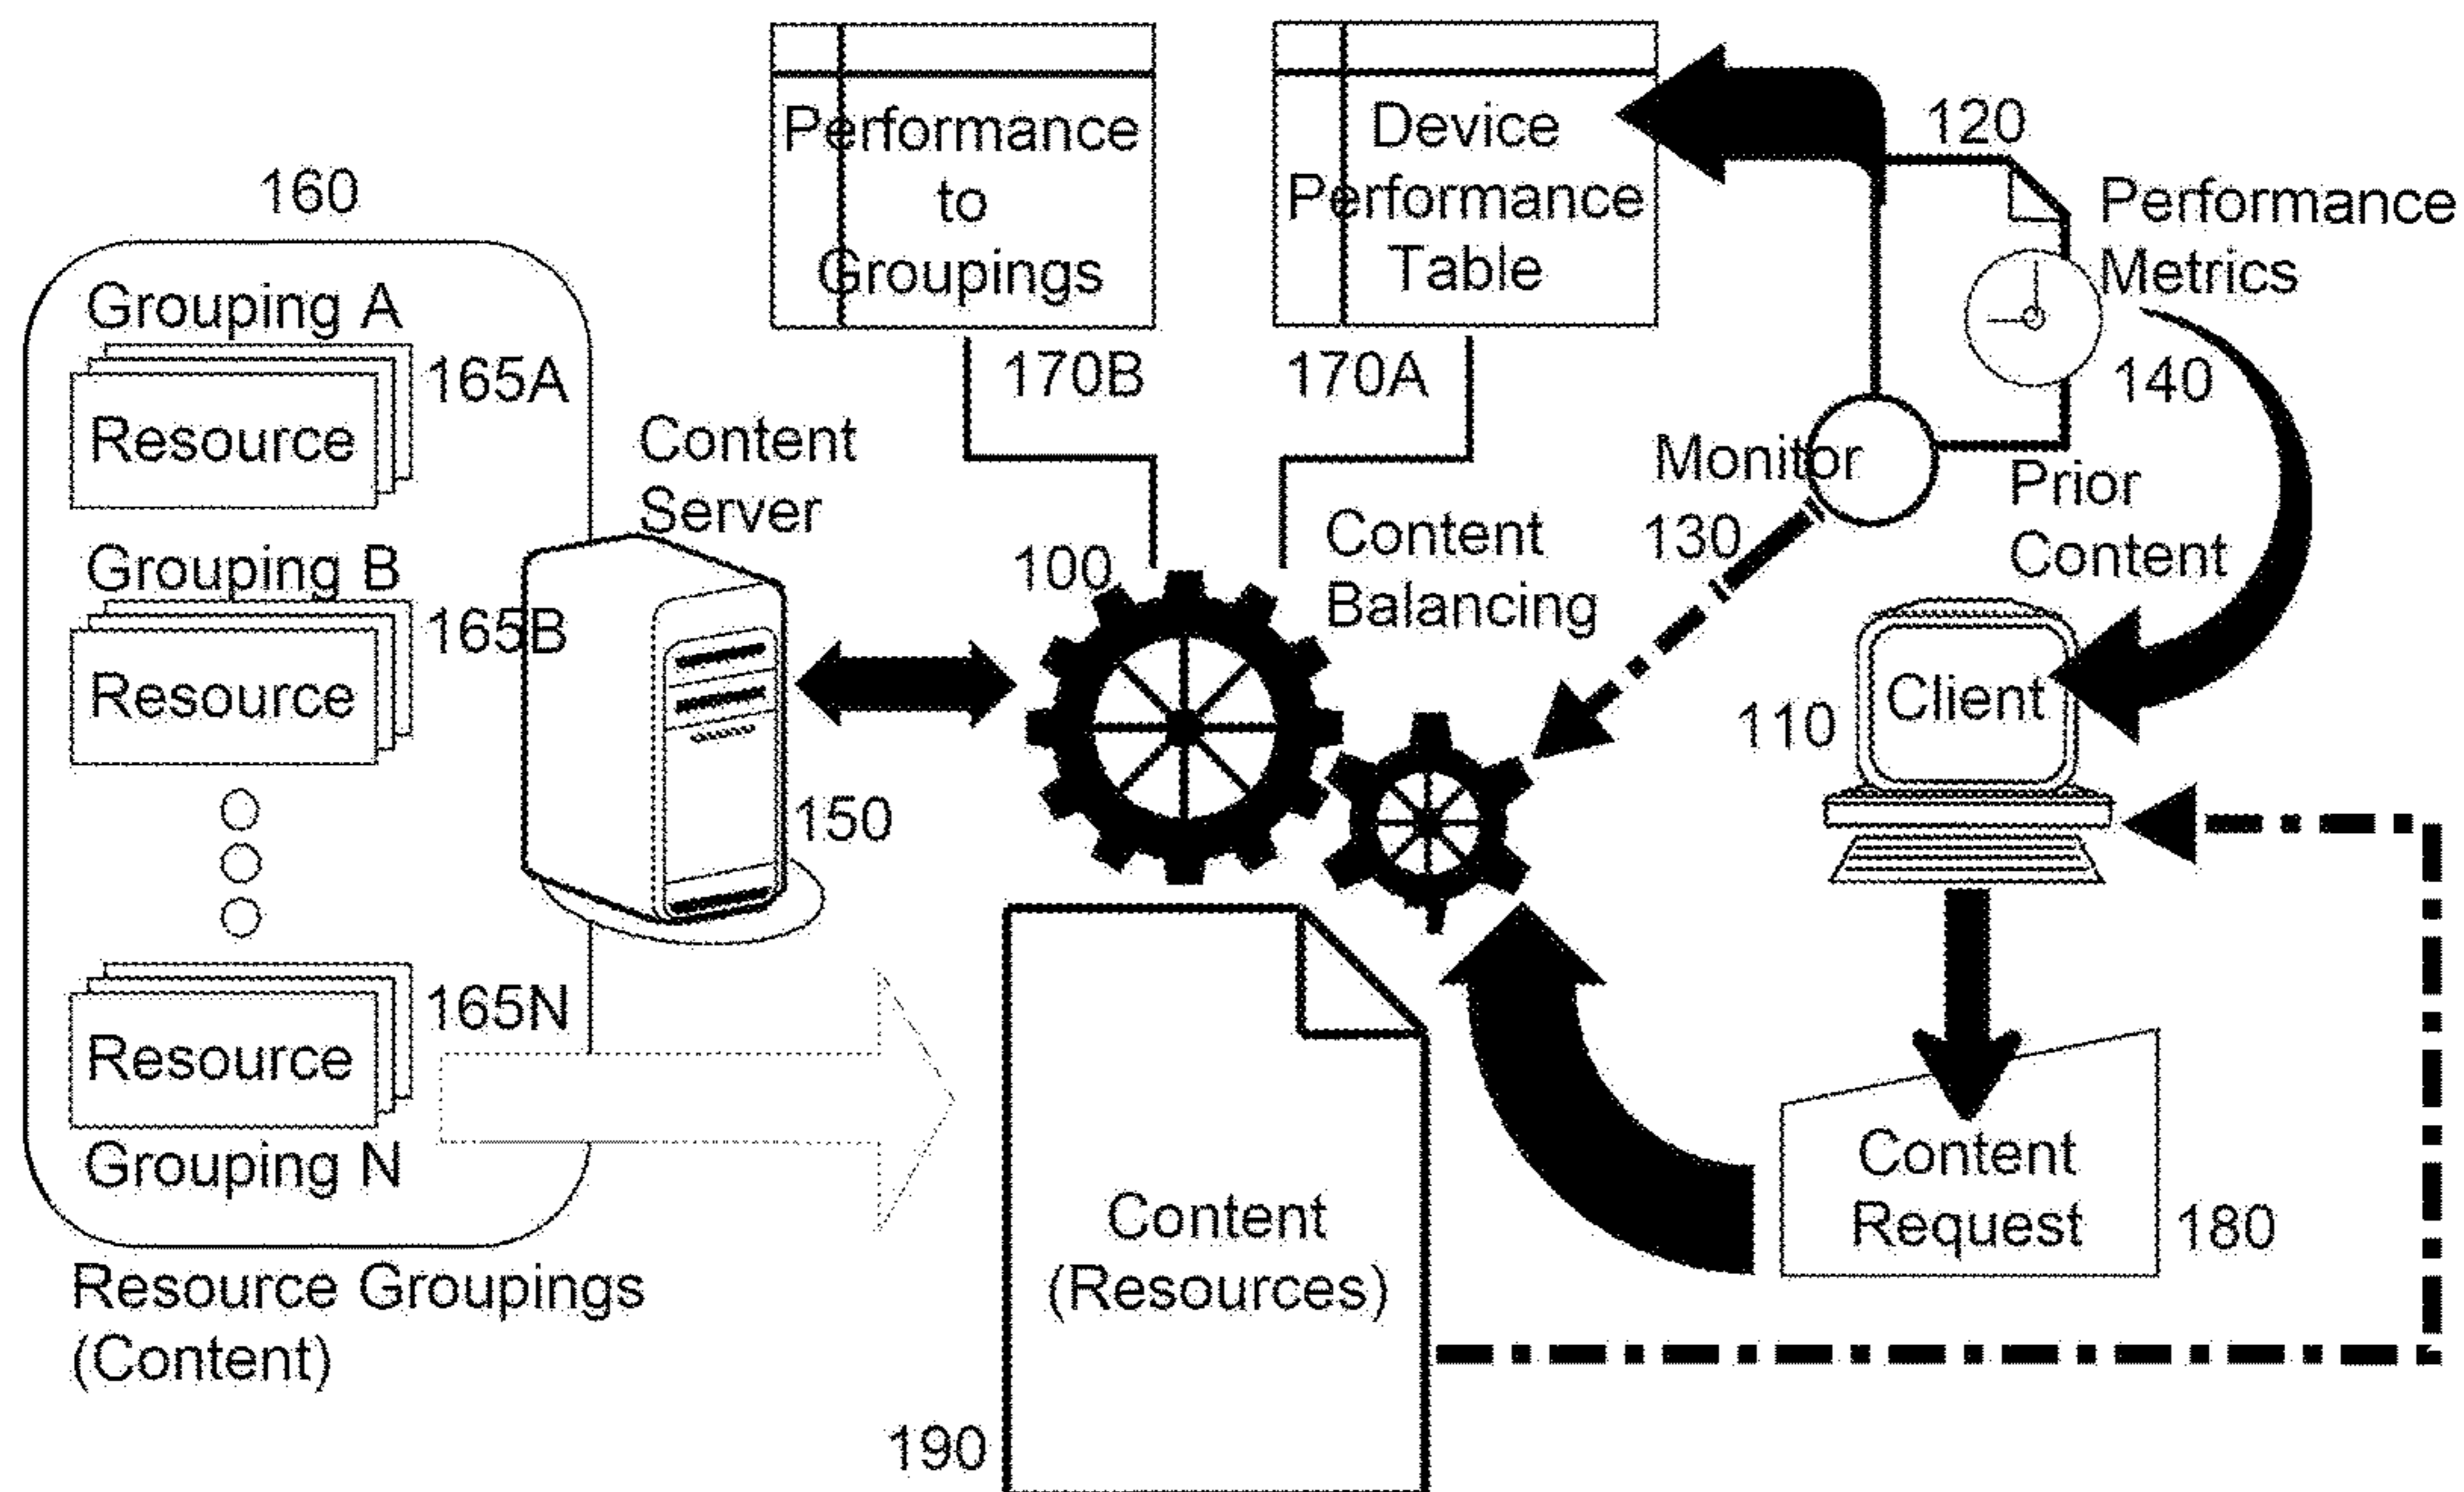 160
Grouping A
165A
Resource
Grouping B
165B
Resource
165N
Resource
Grouping N
Resource Groupings
(Content)
Content
Server
150
Performance
to
Groupings
170B
Device
Performance
Table
170A
100
Content
Balancing
120
Performance
Metrics
140
Monitor
130
Prior
Content
110
Client
Content
Request
180
Content
(Resources)
190